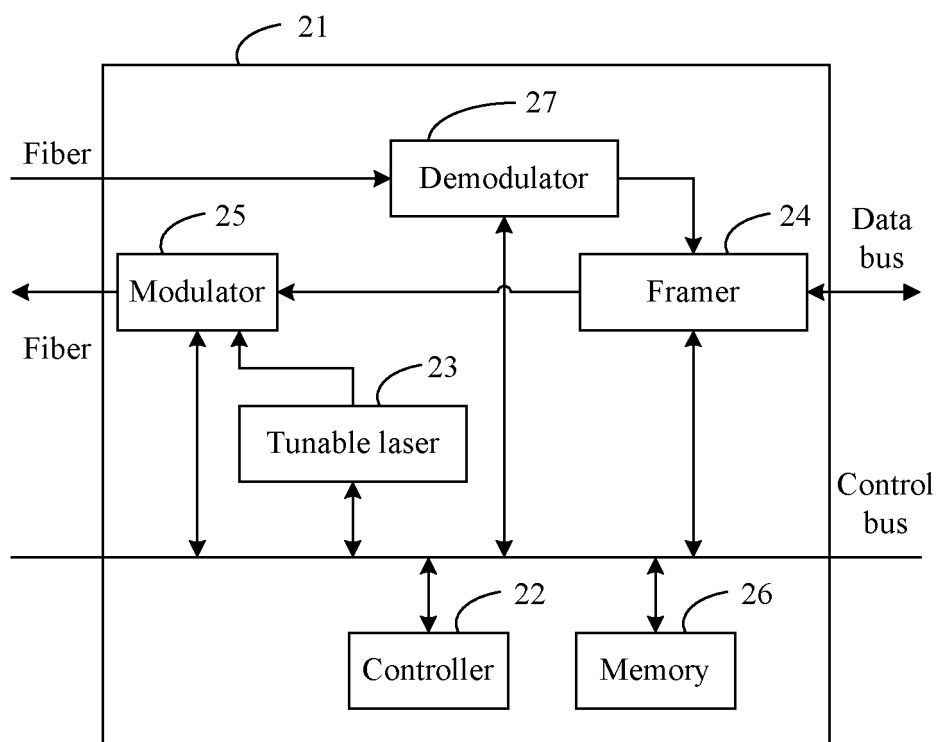 21
27
Fiber
Demodulator
25
24
Data
bus
Modulator
Framer
Fiber
23
Tunable laser
Control
bus
22
26
Controller
Memory